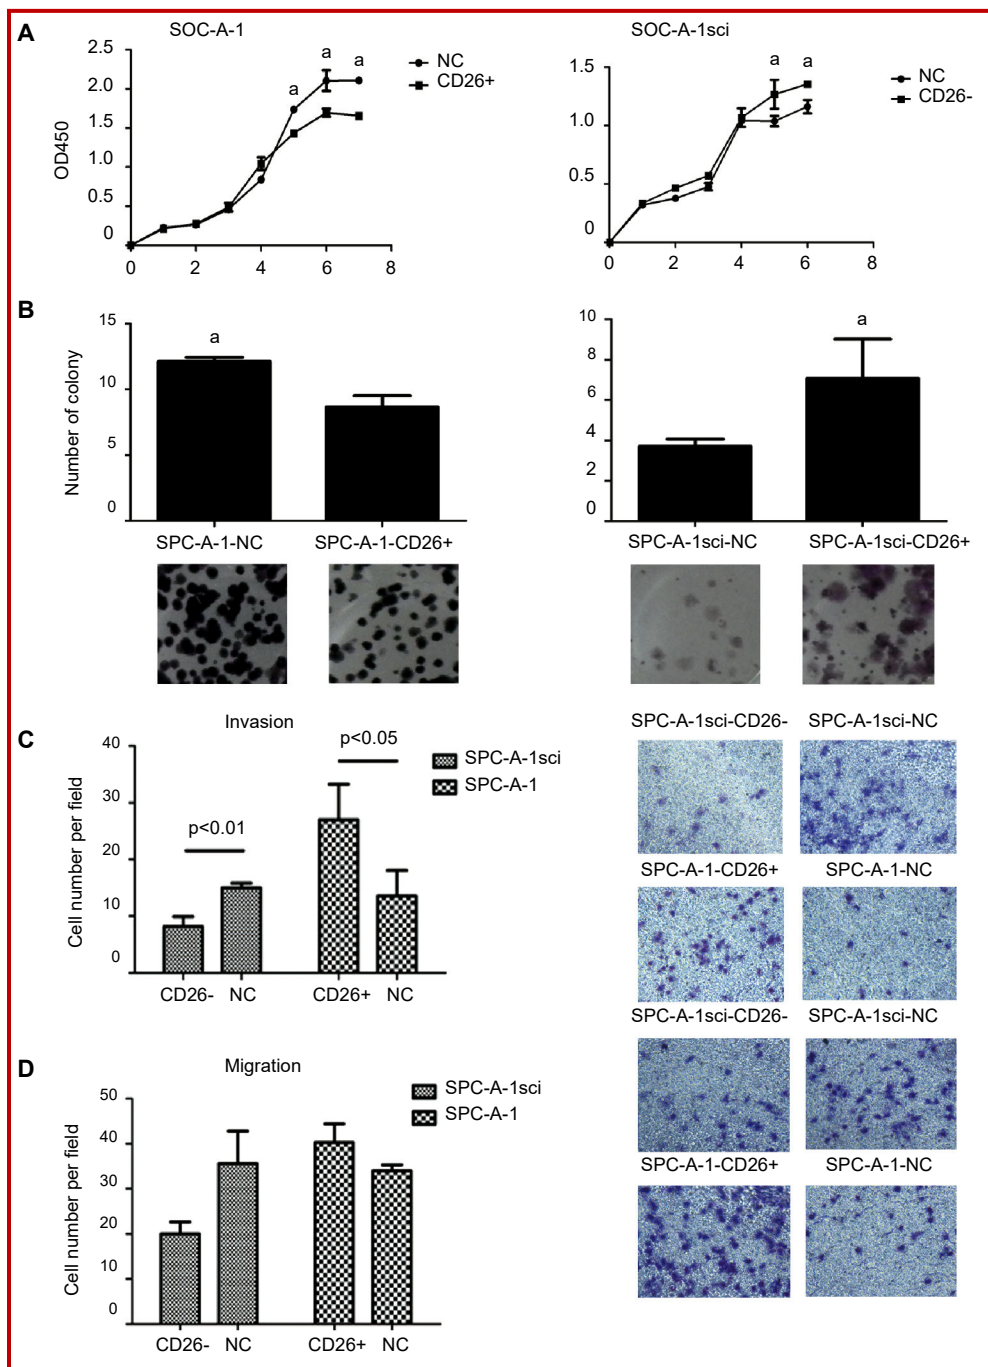 A
SOC-A-1
SOC-A-1sci
2.5
2.0
1.5
1.0
0.5
0
OD450
a
a
a
NC
CD26+
0
2
4
6
8
1.5
1.0
0.5
0
a
a
NC
CD26-
0
2
4
6
8
B
15
10
5
0
Number of colony
a
SPC-A-1-NC
SPC-A-1-CD26+
10
8
6
4
2
0
a
SPC-A-1sci-NC
SPC-A-1sci-CD26+
C
Invasion
40
30
20
10
0
Cell number per field
p<0.01
p<0.05
SPC-A-1sci
SPC-A-1
CD26-
NC
CD26+
NC
SPC-A-1sci-CD26-
SPC-A-1sci-NC
SPC-A-1-CD26+
SPC-A-1-NC
D
Migration
50
40
30
20
10
0
Cell number per field
SPC-A-1sci
SPC-A-1
CD26-
NC
CD26+
NC
SPC-A-1sci-CD26-
SPC-A-1sci-NC
SPC-A-1-CD26+
SPC-A-1-NC